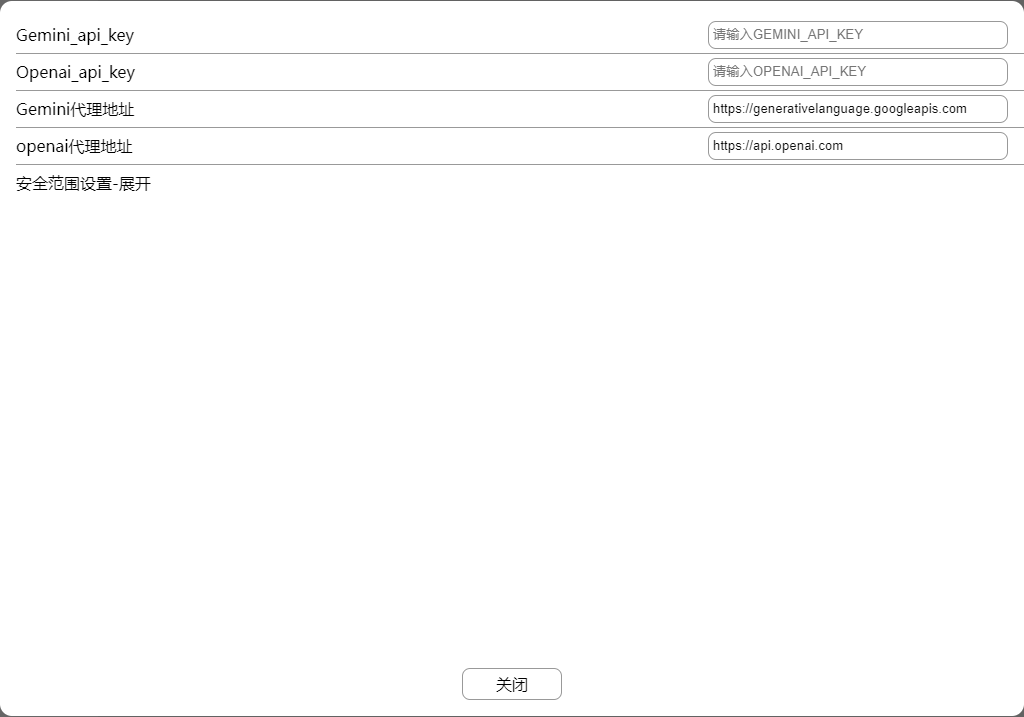 Gemini_api_key 请输入GEMINI_API_KEY
Openai_api_key 请输入OPENAI_API_KEY
Gemini代理地址 https://generativelanguage.googleapis.com
openai代理地址 https://api.openai.com
安全范围设置-展开
关闭